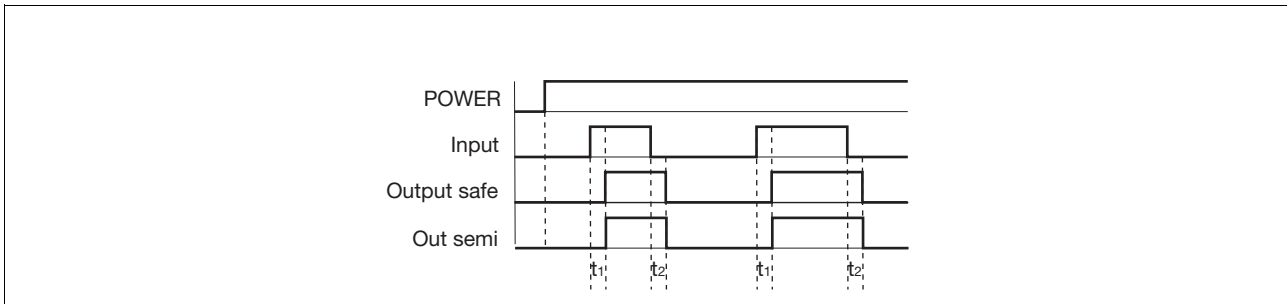 POWER
Input
Output safe
Out semi
t1 t2 t1 t2